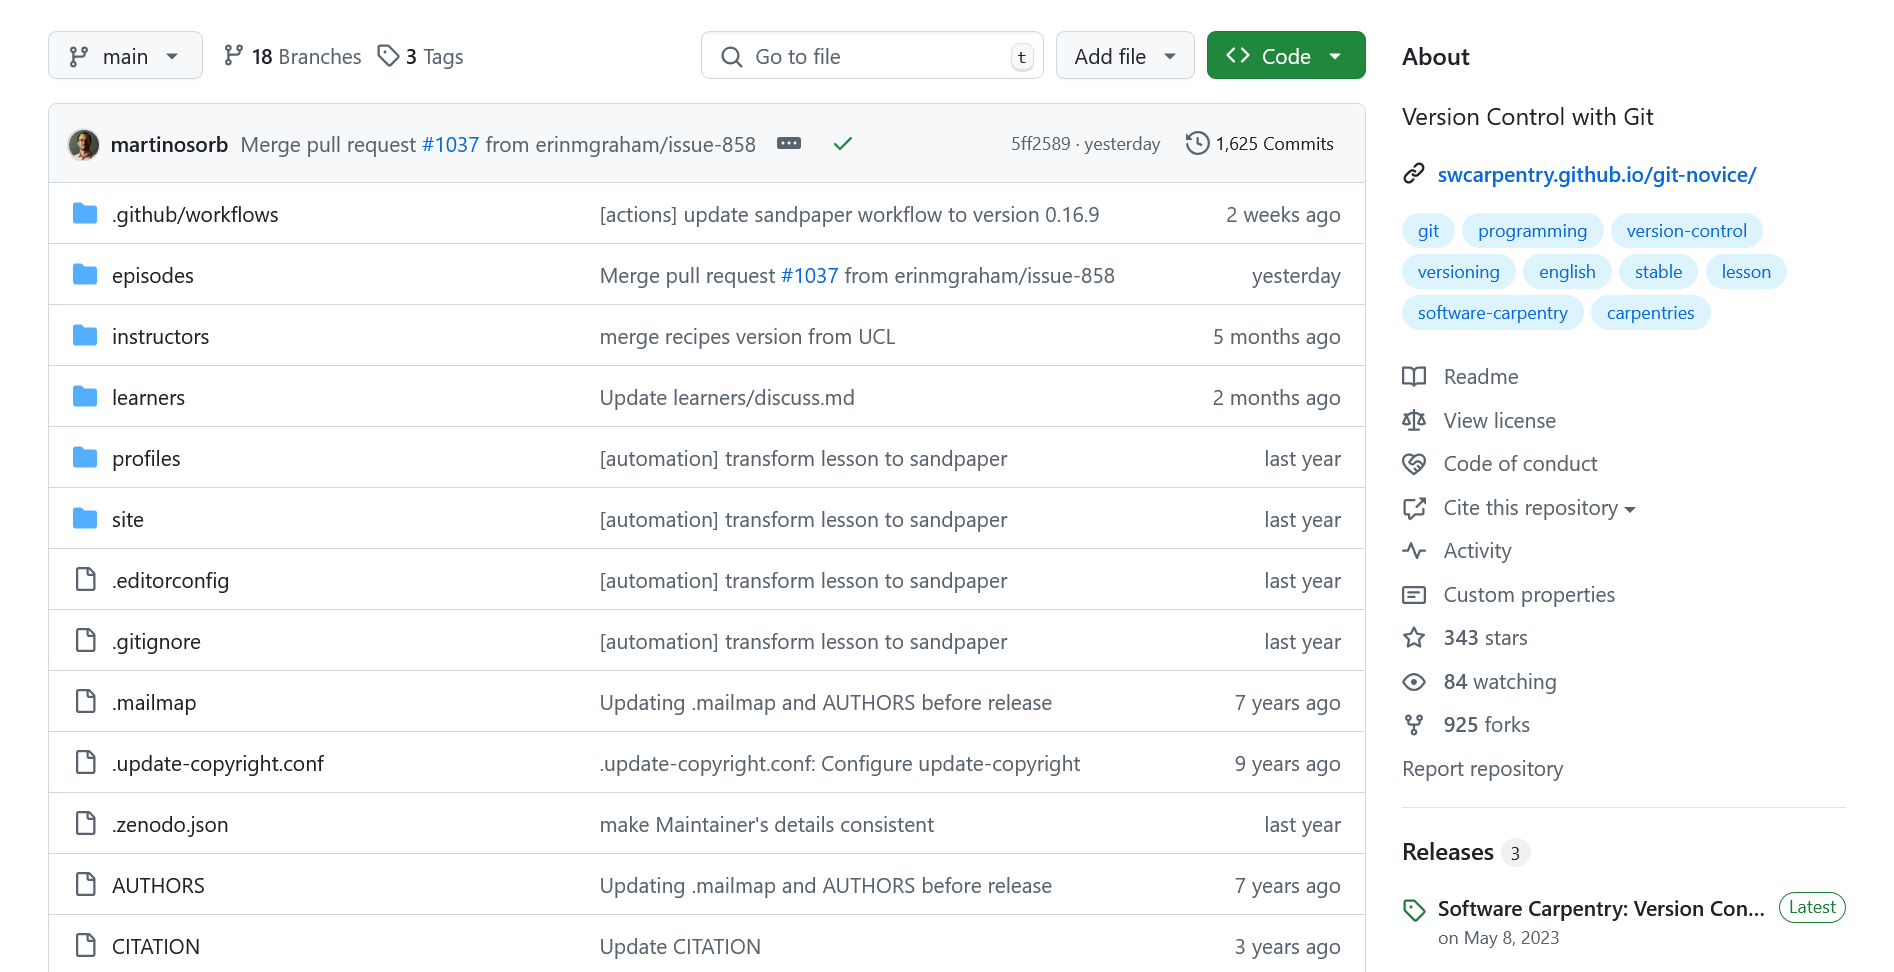 main 18 Branches 3 Tags Go to file t Add file Code
martinosorb Merge pull request #1037 from erinmgraham/issue-858 5ff2589 · yesterday 1,625 Commits
.github/workflows [actions] update sandpaper workflow to version 0.16.9 2 weeks ago
episodes Merge pull request #1037 from erinmgraham/issue-858 yesterday
instructors merge recipes version from UCL 5 months ago
learners Update learners/discuss.md 2 months ago
profiles [automation] transform lesson to sandpaper last year
site [automation] transform lesson to sandpaper last year
.editorconfig [automation] transform lesson to sandpaper last year
.gitignore [automation] transform lesson to sandpaper last year
.mailmap Updating .mailmap and AUTHORS before release 7 years ago
.update-copyright.conf .update-copyright.conf: Configure update-copyright 9 years ago
.zenodo.json make Maintainer's details consistent last year
AUTHORS Updating .mailmap and AUTHORS before release 7 years ago
CITATION Update CITATION 3 years ago
About
Version Control with Git
swcarpentry.github.io/git-novice/
git programming version-control
versioning english stable lesson
software-carpentry carpentries
Readme
View license
Code of conduct
Cite this repository
Activity
Custom properties
343 stars
84 watching
925 forks
Report repository
Releases 3
Software Carpentry: Version Con... Latest
on May 8, 2023